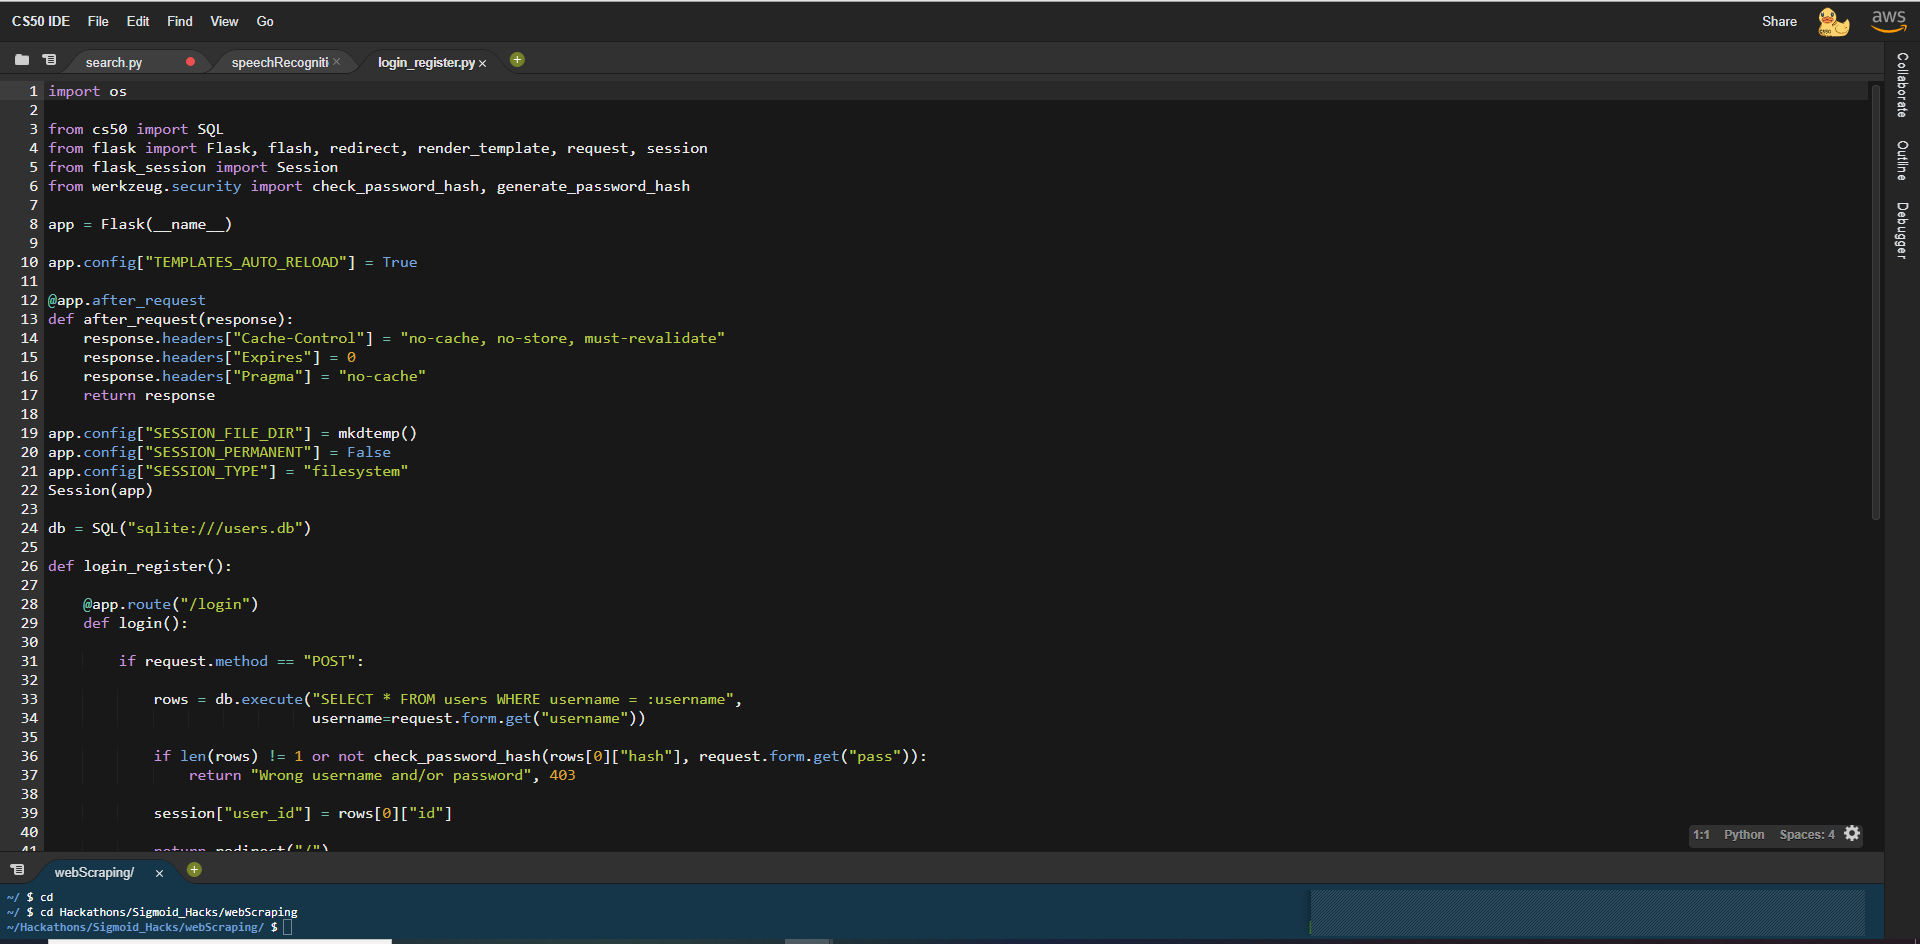 CS50 IDE File Edit Find View Go Share aws
search.py speechRecogniti login_register.py
1 import os
2
3 from cs50 import SQL
4 from flask import Flask, flash, redirect, render_template, request, session
5 from flask_session import Session
6 from werkzeug.security import check_password_hash, generate_password_hash
7
8 app = Flask(__name__)
9
10 app.config["TEMPLATES_AUTO_RELOAD"] = True
11
12 @app.after_request
13 def after_request(response):
14     response.headers["Cache-Control"] = "no-cache, no-store, must-revalidate"
15     response.headers["Expires"] = 0
16     response.headers["Pragma"] = "no-cache"
17     return response
18
19 app.config["SESSION_FILE_DIR"] = mkdtemp()
20 app.config["SESSION_PERMANENT"] = False
21 app.config["SESSION_TYPE"] = "filesystem"
22 Session(app)
23
24 db = SQL("sqlite:///users.db")
25
26 def login_register():
27
28     @app.route("/login")
29     def login():
30
31         if request.method == "POST":
32
33             rows = db.execute("SELECT * FROM users WHERE username = :username",
34                               username=request.form.get("username"))
35
36             if len(rows) != 1 or not check_password_hash(rows[0]["hash"], request.form.get("pass")):
37                 return "Wrong username and/or password", 403
38
39             session["user_id"] = rows[0]["id"]
40
41             return redirect("/")
Collaborate
Outline
Debugger
1:1 Python Spaces: 4
webScraping/
~/ $ cd
~/ $ cd Hackathons/Sigmoid_Hacks/webScraping
~/Hackathons/Sigmoid_Hacks/webScraping/ $